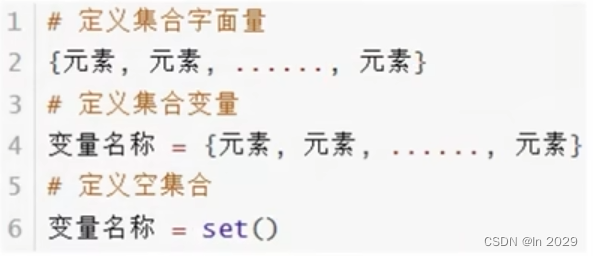 1 # 定义集合字面量
2 {元素, 元素, ......, 元素}
3 # 定义集合变量
4 变量名称 = {元素, 元素, ......, 元素}
5 # 定义空集合
6 变量名称 = set()
CSDN @ln 2029